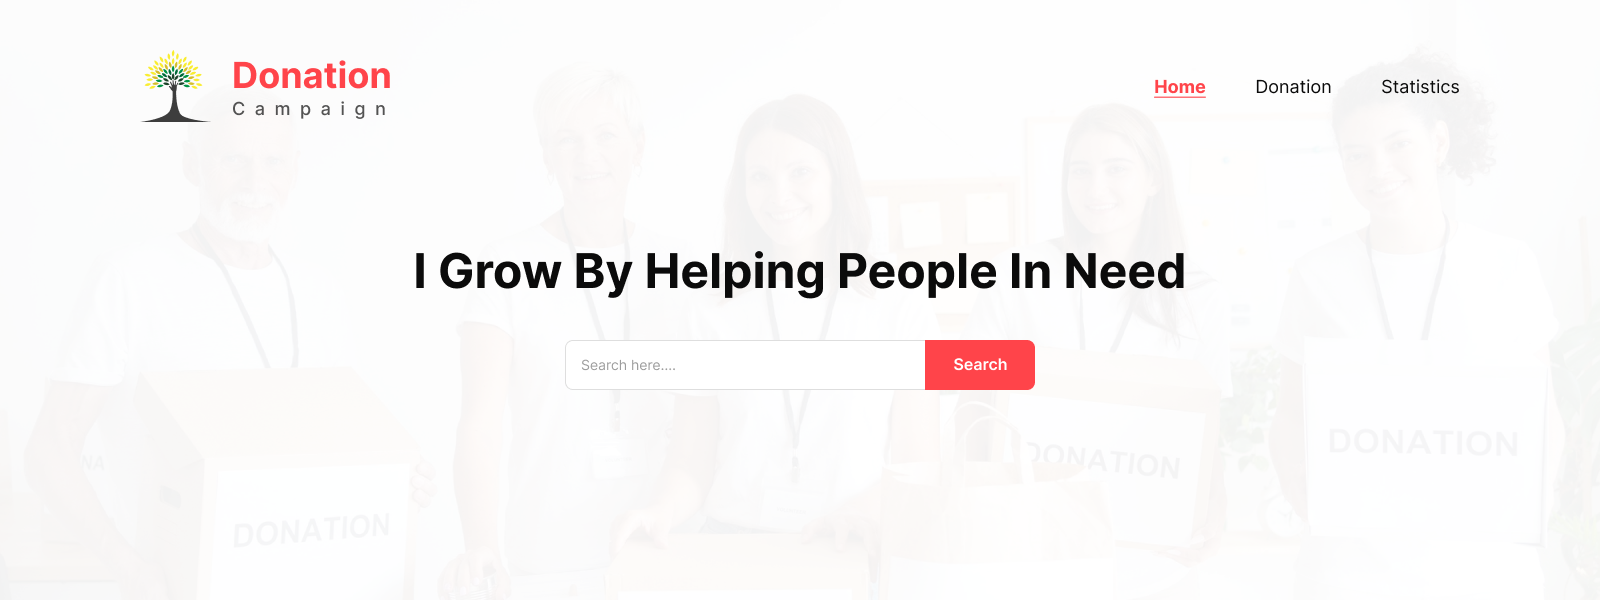 Donation
Campaign
Home
Donation
Statistics
I Grow By Helping People In Need
Search here....
Search
DONATION
DONATION
DONATION
NA